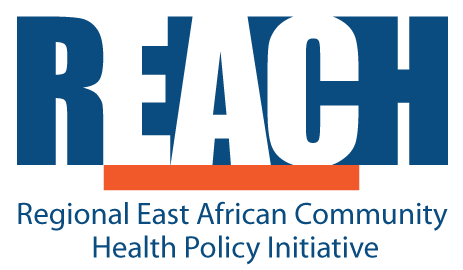 REACH
Regional East African Community
Health Policy Initiative